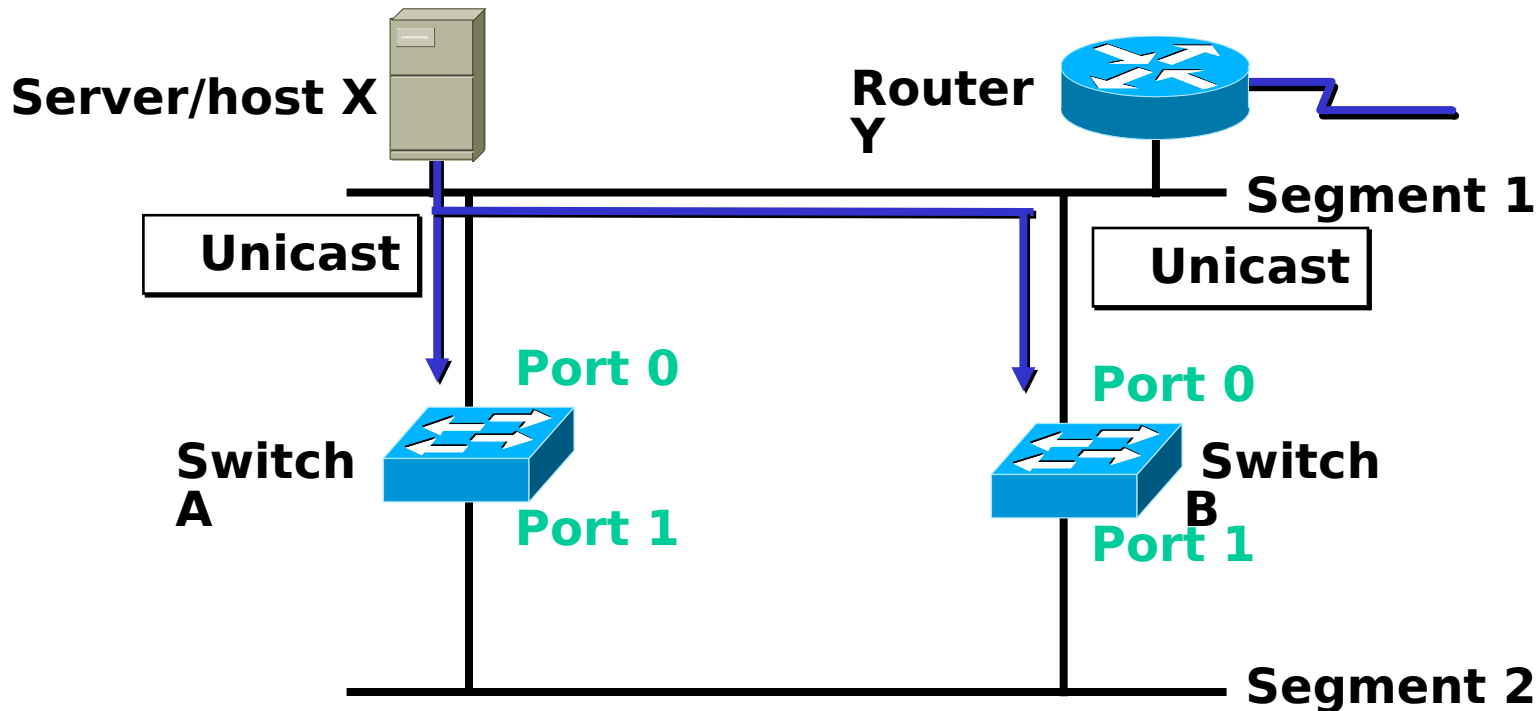 Server/host X
Router
Y
Segment 1
Unicast
Unicast
Port 0
Port 0
Switch
A
Switch
B
Port 1
Port 1
Segment 2